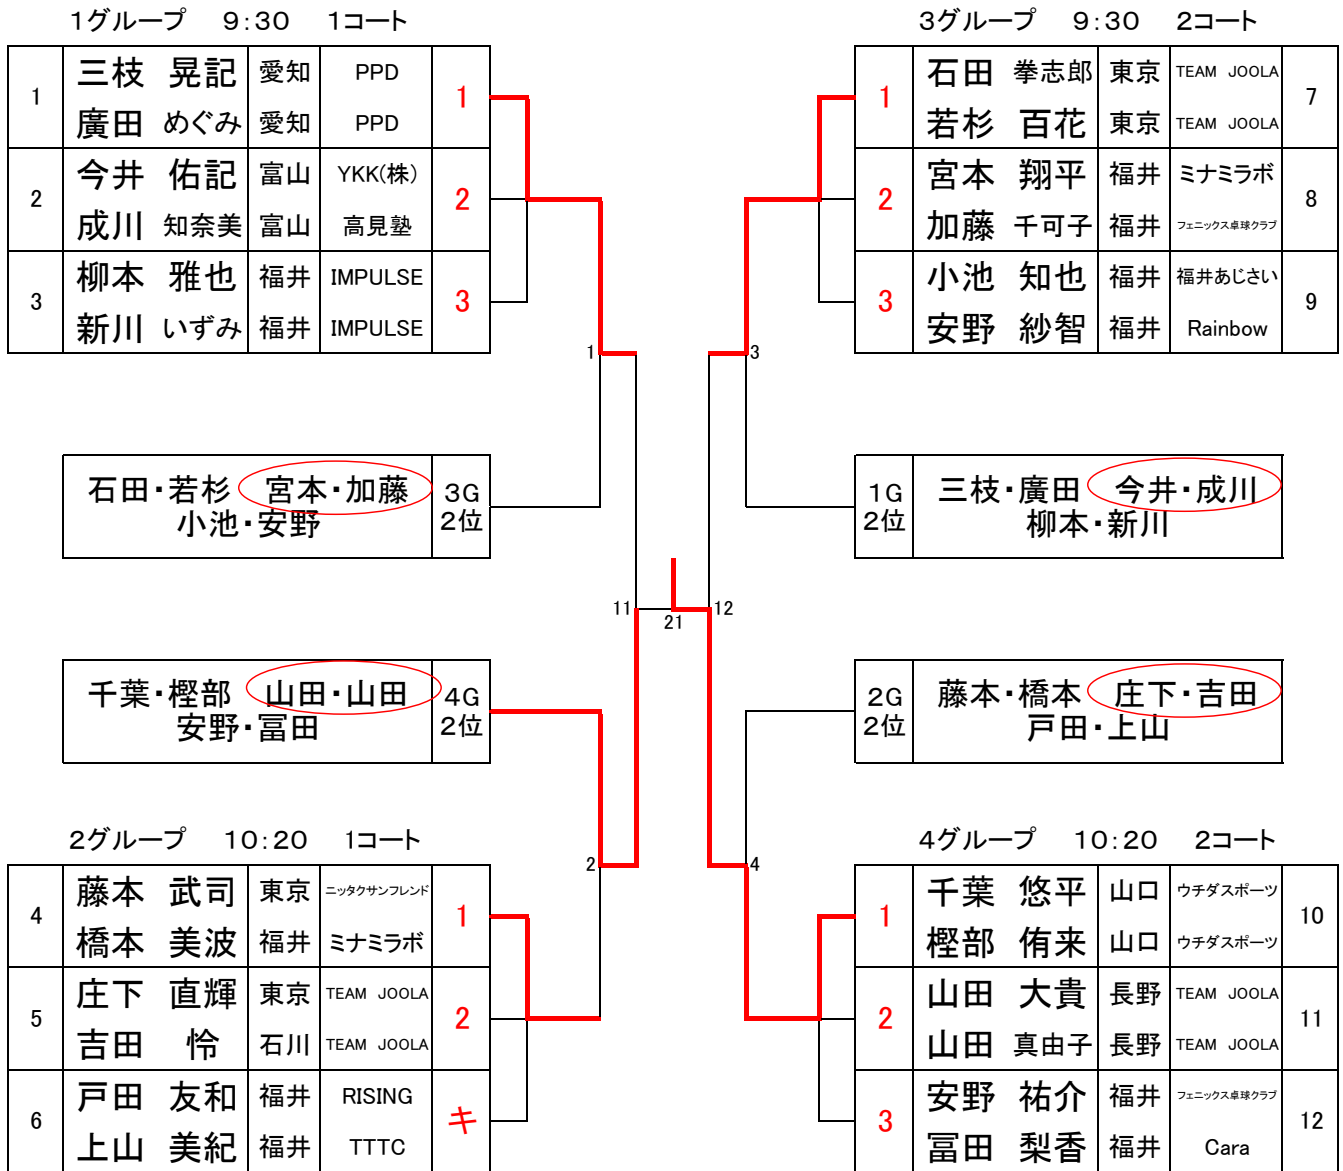 1グループ 9:30 1コート
1 三枝 晃記 愛知 PPD 1
廣田 めぐみ 愛知 PPD
2 今井 佑記 富山 YKK(株) 2
成川 知奈美 富山 高見塾
3 柳本 雅也 福井 IMPULSE 3
新川 いずみ 福井 IMPULSE
3グループ 9:30 2コート
1 石田 拳志郎 東京 TEAM JOOLA 7
若杉 百花 東京 TEAM JOOLA
2 宮本 翔平 福井 ミナミラボ 8
加藤 千可子 福井 フェニックス卓球クラブ
3 小池 知也 福井 福井あじさい 9
安野 紗智 福井 Rainbow
1
3
石田・若杉 宮本・加藤 3G
小池・安野 2位
1G 三枝・廣田 今井・成川
2位 柳本・新川
11 12
21
千葉・樫部 山田・山田 4G
安野・冨田 2位
2G 藤本・橋本 庄下・吉田
2位 戸田・上山
2グループ 10:20 1コート
2
4 藤本 武司 東京 ニッタクサンフレンド 1
橋本 美波 福井 ミナミラボ
5 庄下 直輝 東京 TEAM JOOLA 2
吉田 怜 石川 TEAM JOOLA
6 戸田 友和 福井 RISING キ
上山 美紀 福井 TTTC
4グループ 10:20 2コート
4
1 千葉 悠平 山口 ウチダスポーツ 10
樫部 侑来 山口 ウチダスポーツ
2 山田 大貴 長野 TEAM JOOLA 11
山田 真由子 長野 TEAM JOOLA
3 安野 祐介 福井 フェニックス卓球クラブ 12
冨田 梨香 福井 Cara